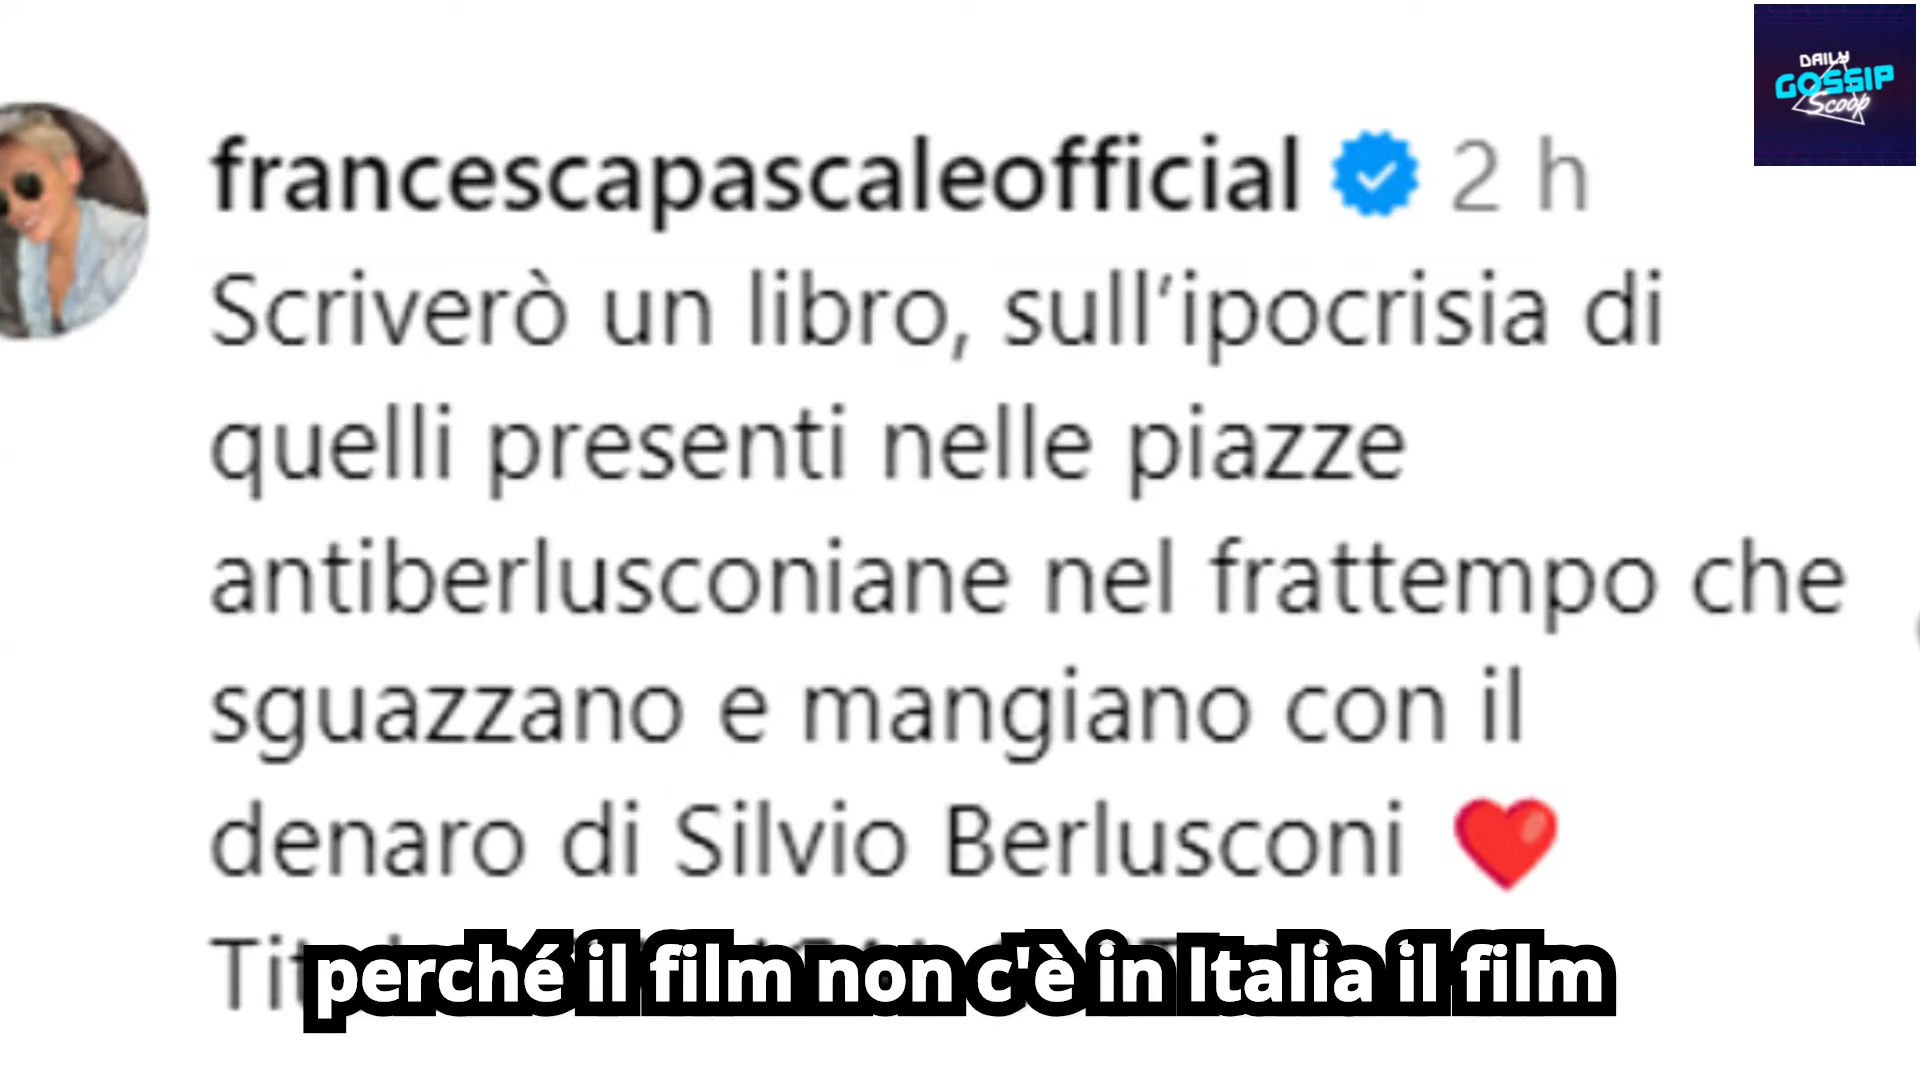 DAILY
GOSSIP
Scoop
francescapascaleofficial 2 h
Scriverò un libro, sull’ipocrisia di
quelli presenti nelle piazze
antiberlusconiane nel frattempo che
sguazzano e mangiano con il
denaro di Silvio Berlusconi ❤️
perché il film non c'è in Italia il film